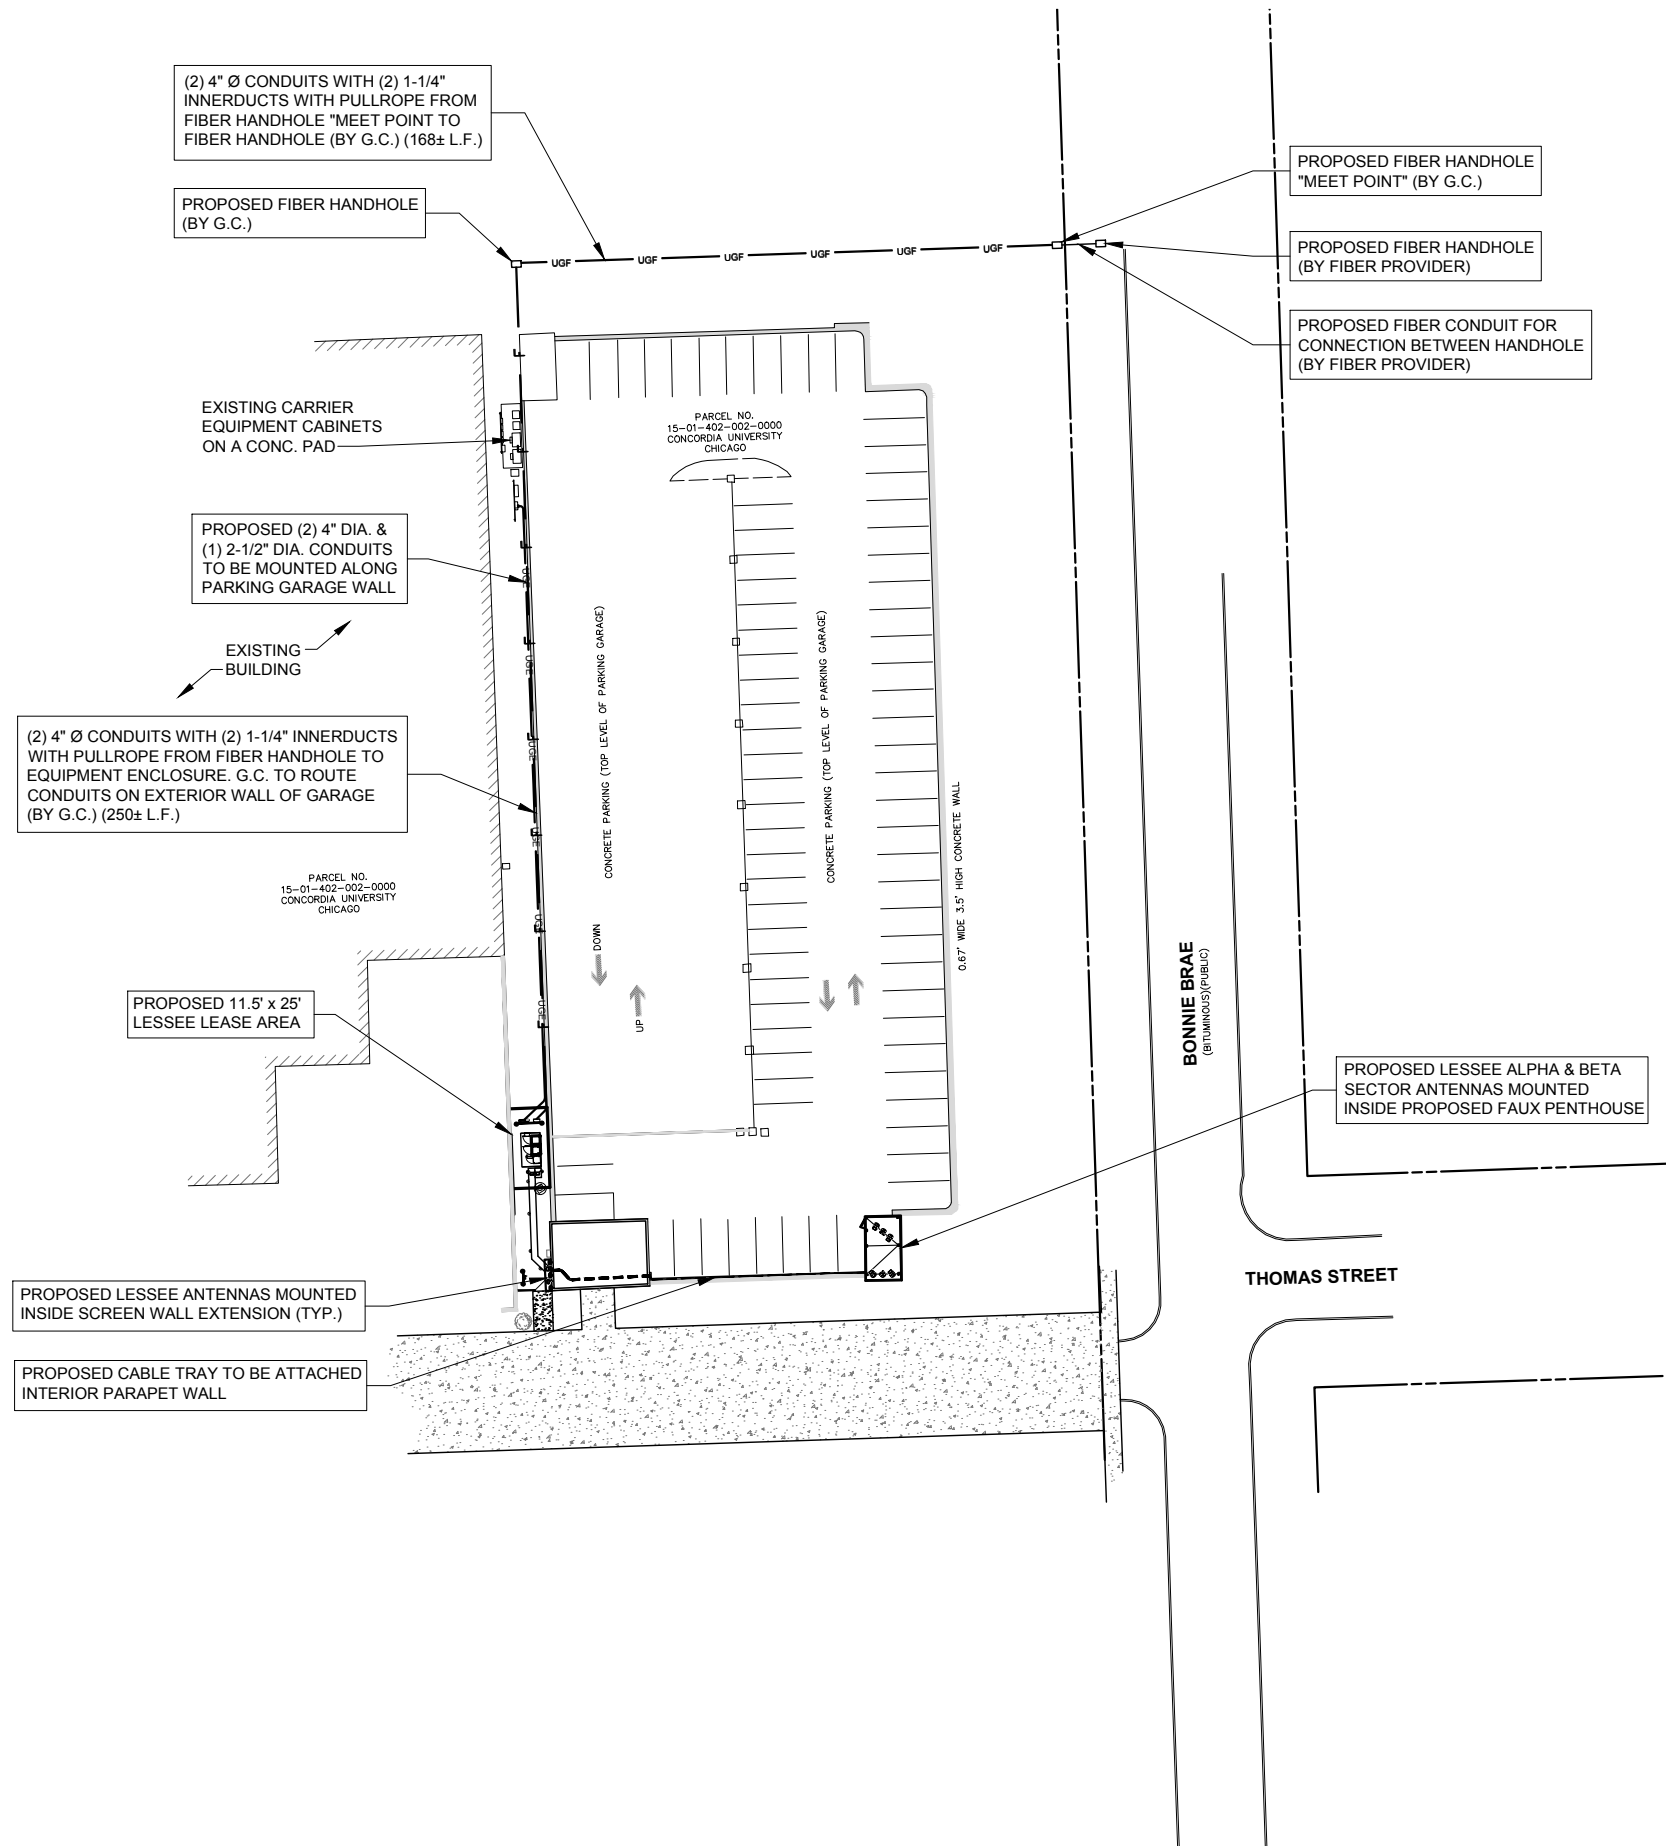 (2) 4" Ø CONDUITS WITH (2) 1-1/4"
INNERDUCTS WITH PULLROPE FROM
FIBER HANDHOLE "MEET POINT TO
FIBER HANDHOLE (BY G.C.) (168± L.F.)
PROPOSED FIBER HANDHOLE
(BY G.C.)
PROPOSED FIBER HANDHOLE
"MEET POINT" (BY G.C.)
PROPOSED FIBER HANDHOLE
(BY FIBER PROVIDER)
PROPOSED FIBER CONDUIT FOR
CONNECTION BETWEEN HANDHOLE
(BY FIBER PROVIDER)
UGF
UGF
UGF
UGF
UGF
UGF
EXISTING CARRIER
EQUIPMENT CABINETS
ON A CONC. PAD
PARCEL NO.
15-01-402-002-0000
CONCORDIA UNIVERSITY
CHICAGO
PROPOSED (2) 4" DIA. &
(1) 2-1/2" DIA. CONDUITS
TO BE MOUNTED ALONG
PARKING GARAGE WALL
EXISTING
BUILDING
UGE
UGE
UGE
UGE
UGE
UGE
(2) 4" Ø CONDUITS WITH (2) 1-1/4" INNERDUCTS
WITH PULLROPE FROM FIBER HANDHOLE TO
EQUIPMENT ENCLOSURE. G.C. TO ROUTE
CONDUITS ON EXTERIOR WALL OF GARAGE
(BY G.C.) (250± L.F.)
CONCRETE PARKING (TOP LEVEL OF PARKING GARAGE)
CONCRETE PARKING (TOP LEVEL OF PARKING GARAGE)
0.67' WIDE 3.5' HIGH CONCRETE WALL
PARCEL NO.
15-01-402-002-0000
CONCORDIA UNIVERSITY
CHICAGO
DOWN
UP
BONNIE BRAE
(BITUMINOUS)(PUBLIC)
PROPOSED 11.5' x 25'
LESSEE LEASE AREA
PROPOSED LESSEE ALPHA & BETA
SECTOR ANTENNAS MOUNTED
INSIDE PROPOSED FAUX PENTHOUSE
THOMAS STREET
PROPOSED LESSEE ANTENNAS MOUNTED
INSIDE SCREEN WALL EXTENSION (TYP.)
PROPOSED CABLE TRAY TO BE ATTACHED
INTERIOR PARAPET WALL